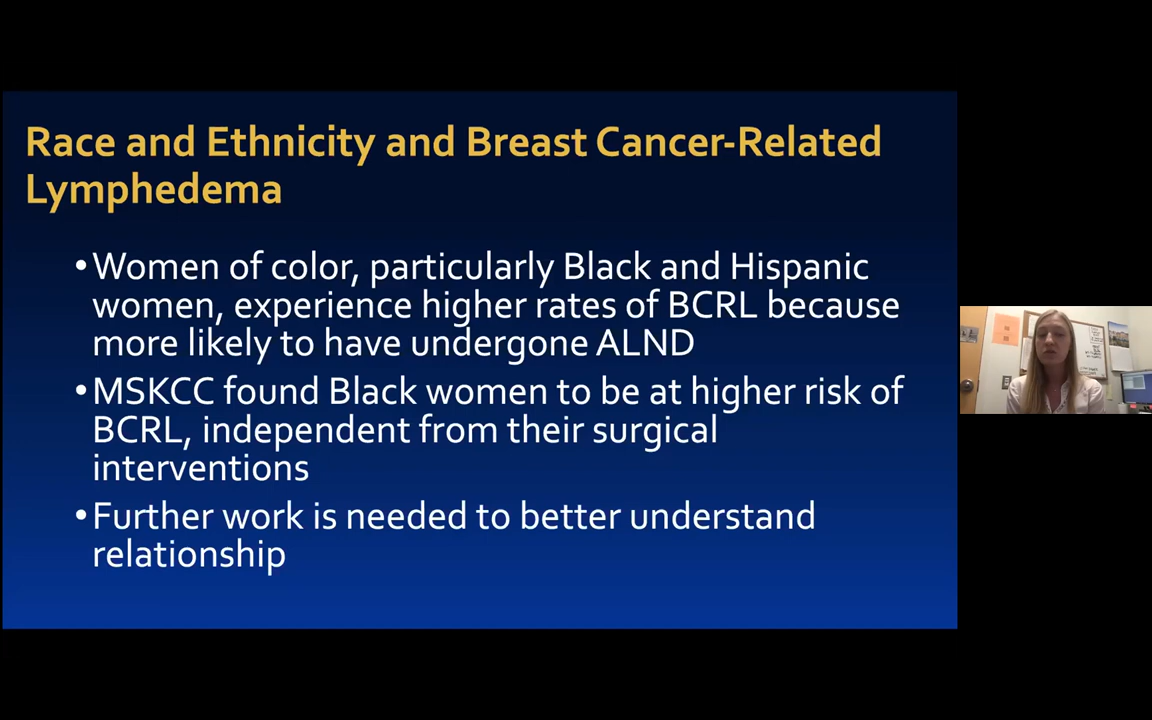 Race and Ethnicity and Breast Cancer-Related
Lymphedema
•Women of color, particularly Black and Hispanic
women, experience higher rates of BCRL because
more likely to have undergone ALND
•MSKCC found Black women to be at higher risk of
BCRL, independent from their surgical
interventions
•Further work is needed to better understand
relationship